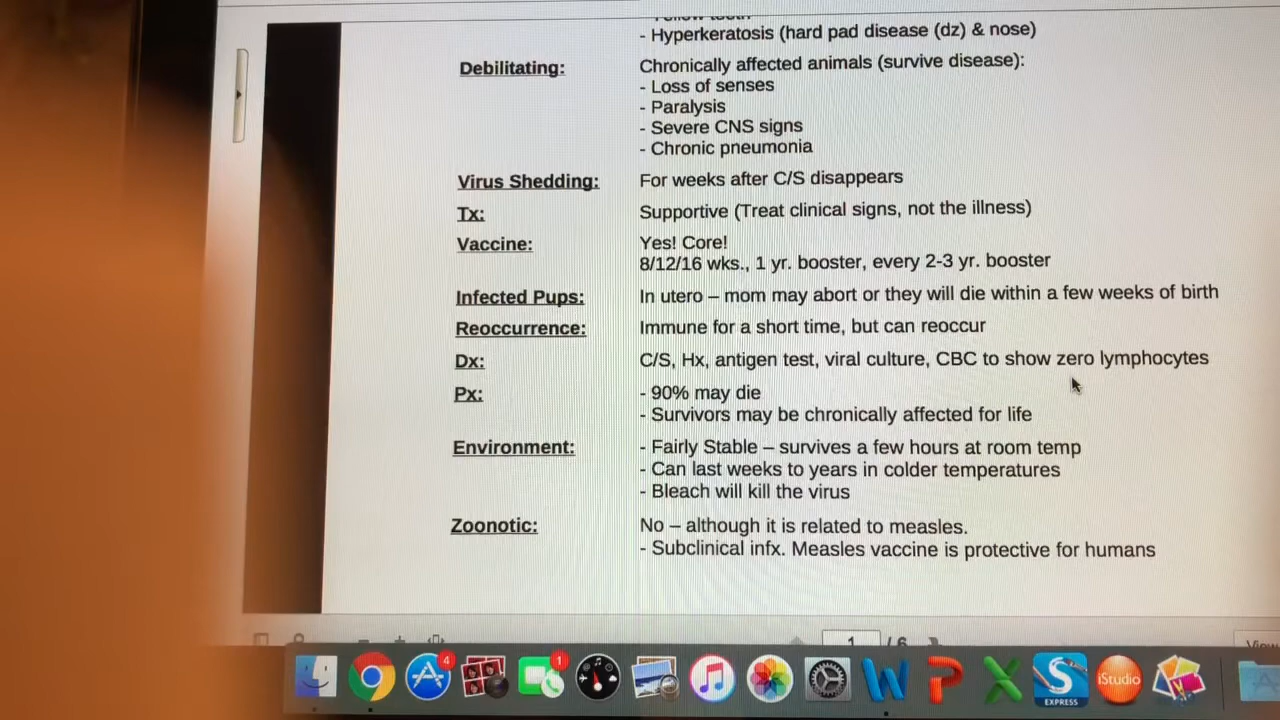 - Hyperkeratosis (hard pad disease (dz) & nose)
Debilitating: Chronically affected animals (survive disease):
- Loss of senses
- Paralysis
- Severe CNS signs
- Chronic pneumonia
Virus Shedding: For weeks after C/S disappears
Tx: Supportive (Treat clinical signs, not the illness)
Vaccine: Yes! Core!
8/12/16 wks., 1 yr. booster, every 2-3 yr. booster
Infected Pups: In utero – mom may abort or they will die within a few weeks of birth
Reoccurrence: Immune for a short time, but can reoccur
Dx: C/S, Hx, antigen test, viral culture, CBC to show zero lymphocytes
Px: - 90% may die
- Survivors may be chronically affected for life
Environment: - Fairly Stable – survives a few hours at room temp
- Can last weeks to years in colder temperatures
- Bleach will kill the virus
Zoonotic: No – although it is related to measles.
- Subclinical infx. Measles vaccine is protective for humans
1 / 6
4
1
EXPRESS
iStudio